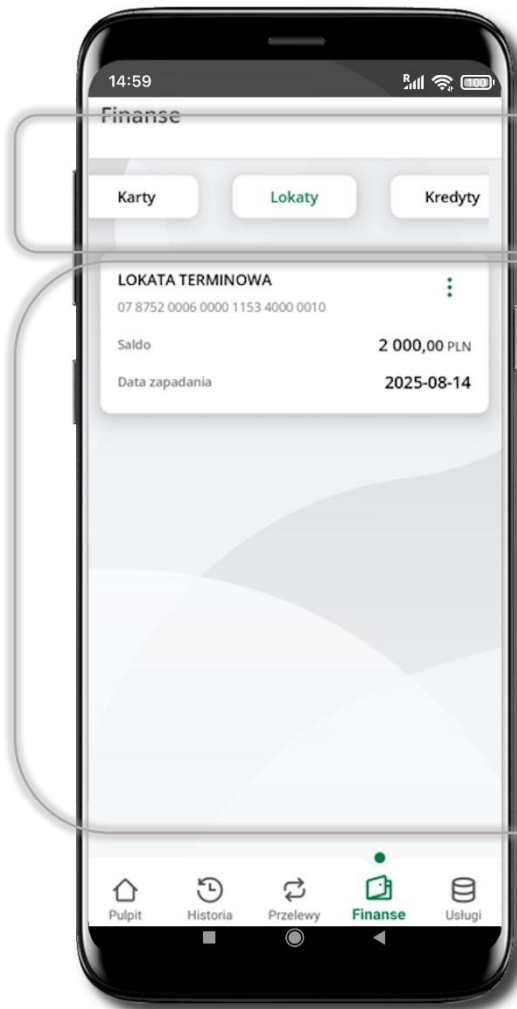 14:59 R 100
Finanse
Karty Lokaty Kredyty
LOKATA TERMINOWA
07 8752 0006 0000 1153 4000 0010
Saldo 2 000,00 PLN
Data zapadania 2025-08-14
Pulpit Historia Przelewy Finanse Usługi